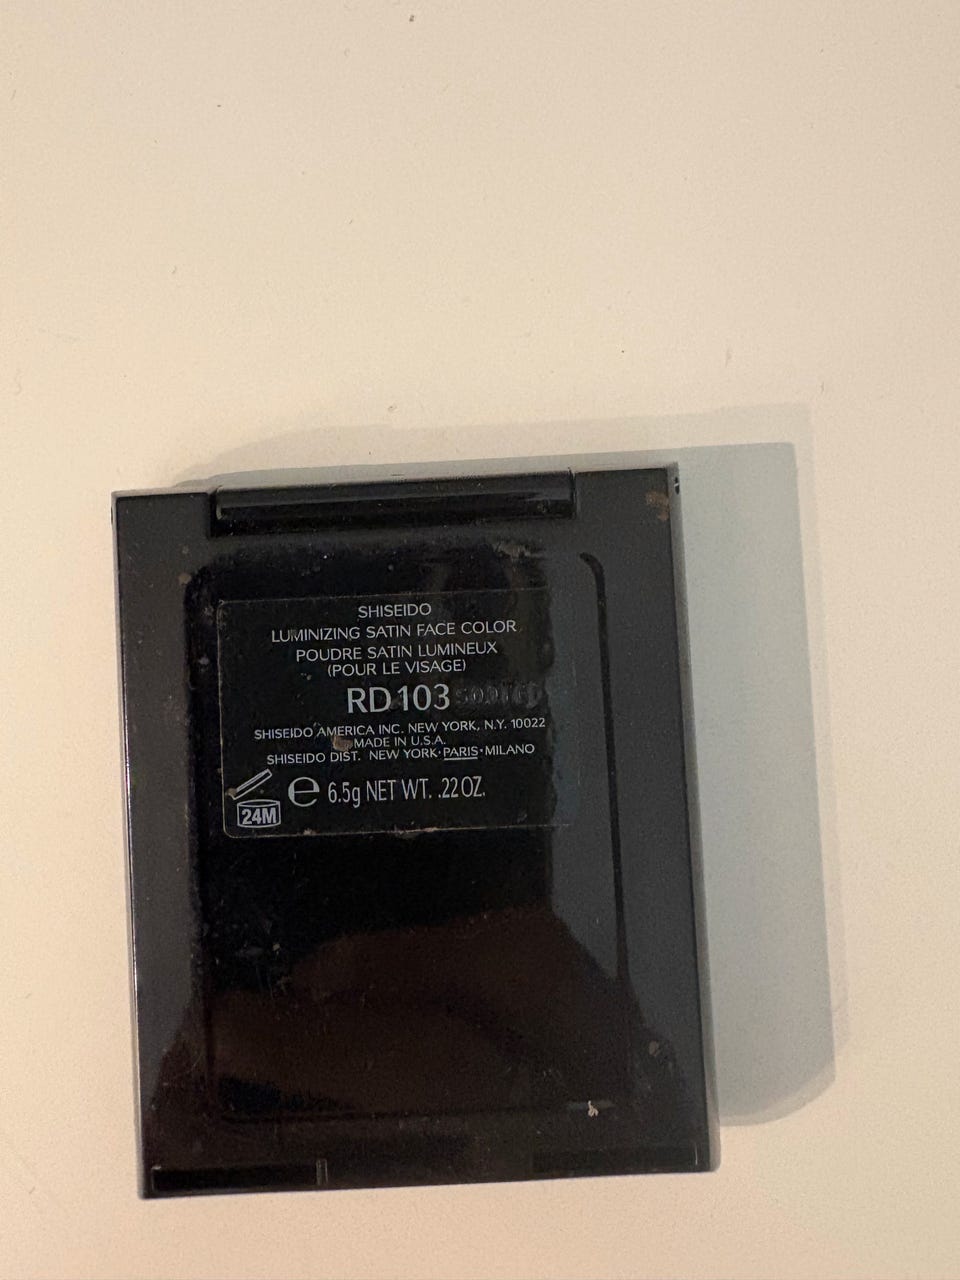 SHISEIDO
LUMINIZING SATIN FACE COLOR
POUDRE SATIN LUMINEUX
(POUR LE VISAGE)
RD103
SHISEIDO AMERICA INC. NEW YORK, N.Y. 10022
MADE IN U.S.A.
SHISEIDO DIST. NEW YORK·PARIS·MILANO
24M ℮ 6.5g NET WT. .22 OZ.